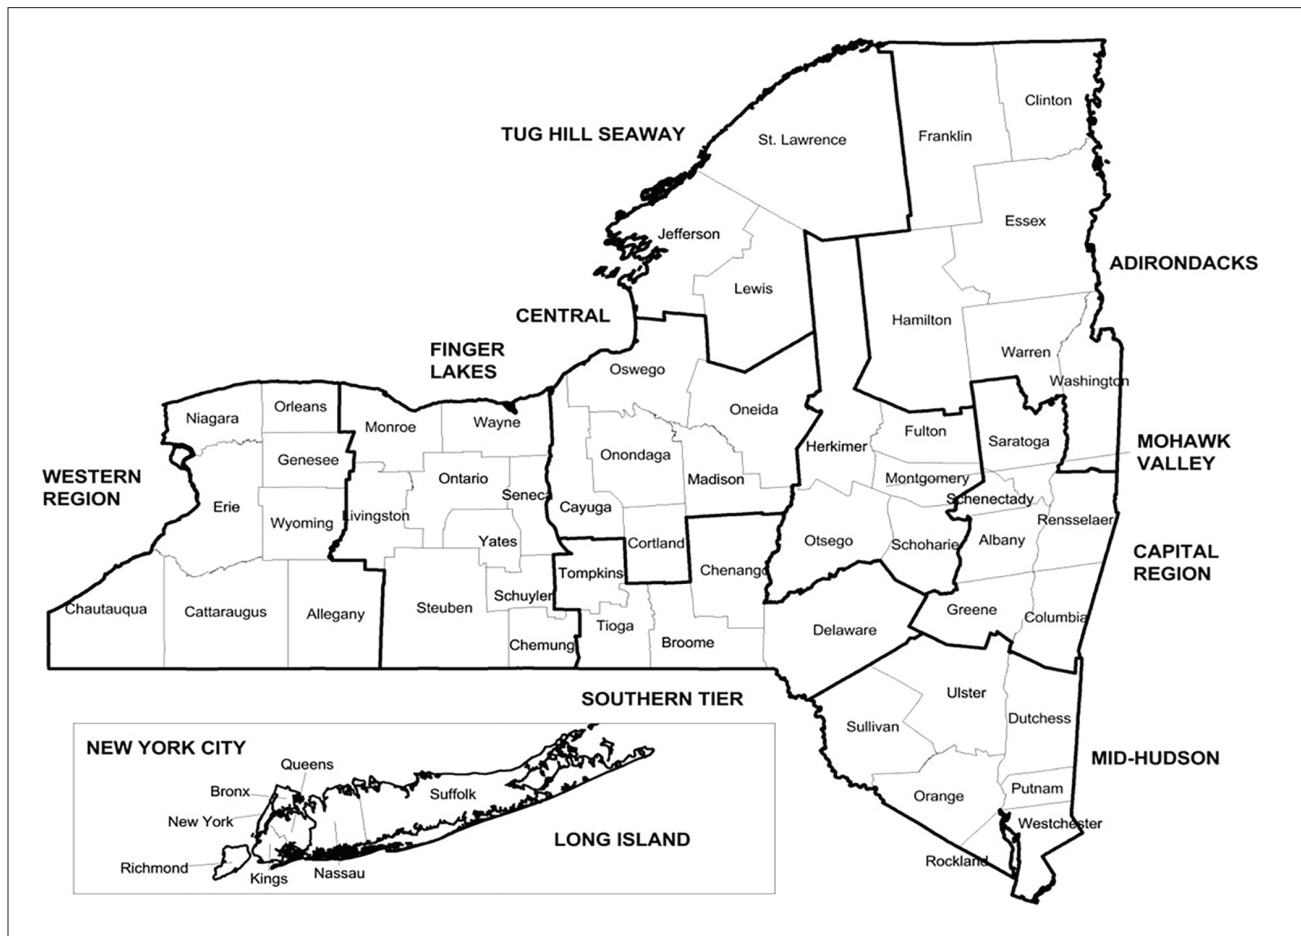 Clinton
TUG HILL SEAWAY
St. Lawrence
Franklin
Essex
Jefferson
ADIRONDACKS
Lewis
CENTRAL
Hamilton
FINGER
LAKES
Warren
Oswego
Washington
Orleans
Niagara
Oneida
Monroe
Wayne
Fulton
Saratoga
MOHAWK
VALLEY
Herkimer
Genesee
Onondaga
WESTERN
REGION
Ontario
Madison
Montgomery
Seneca
Schenectady
Erie
Cayuga
Livingston
Wyoming
Rensselaer
Yates
Cortland
Otsego
Schoharie
Albany
CAPITAL
REGION
Tompkins
Chenango
Schuyler
Chautauqua
Cattaraugus
Allegany
Steuben
Greene
Columbia
Tioga
Delaware
Chemung
Broome
SOUTHERN TIER
Ulster
Sullivan
Dutchess
NEW YORK CITY
MID-HUDSON
Queens
Bronx
Suffolk
Orange
Putnam
New York
Westchester
LONG ISLAND
Richmond
Kings
Nassau
Rockland